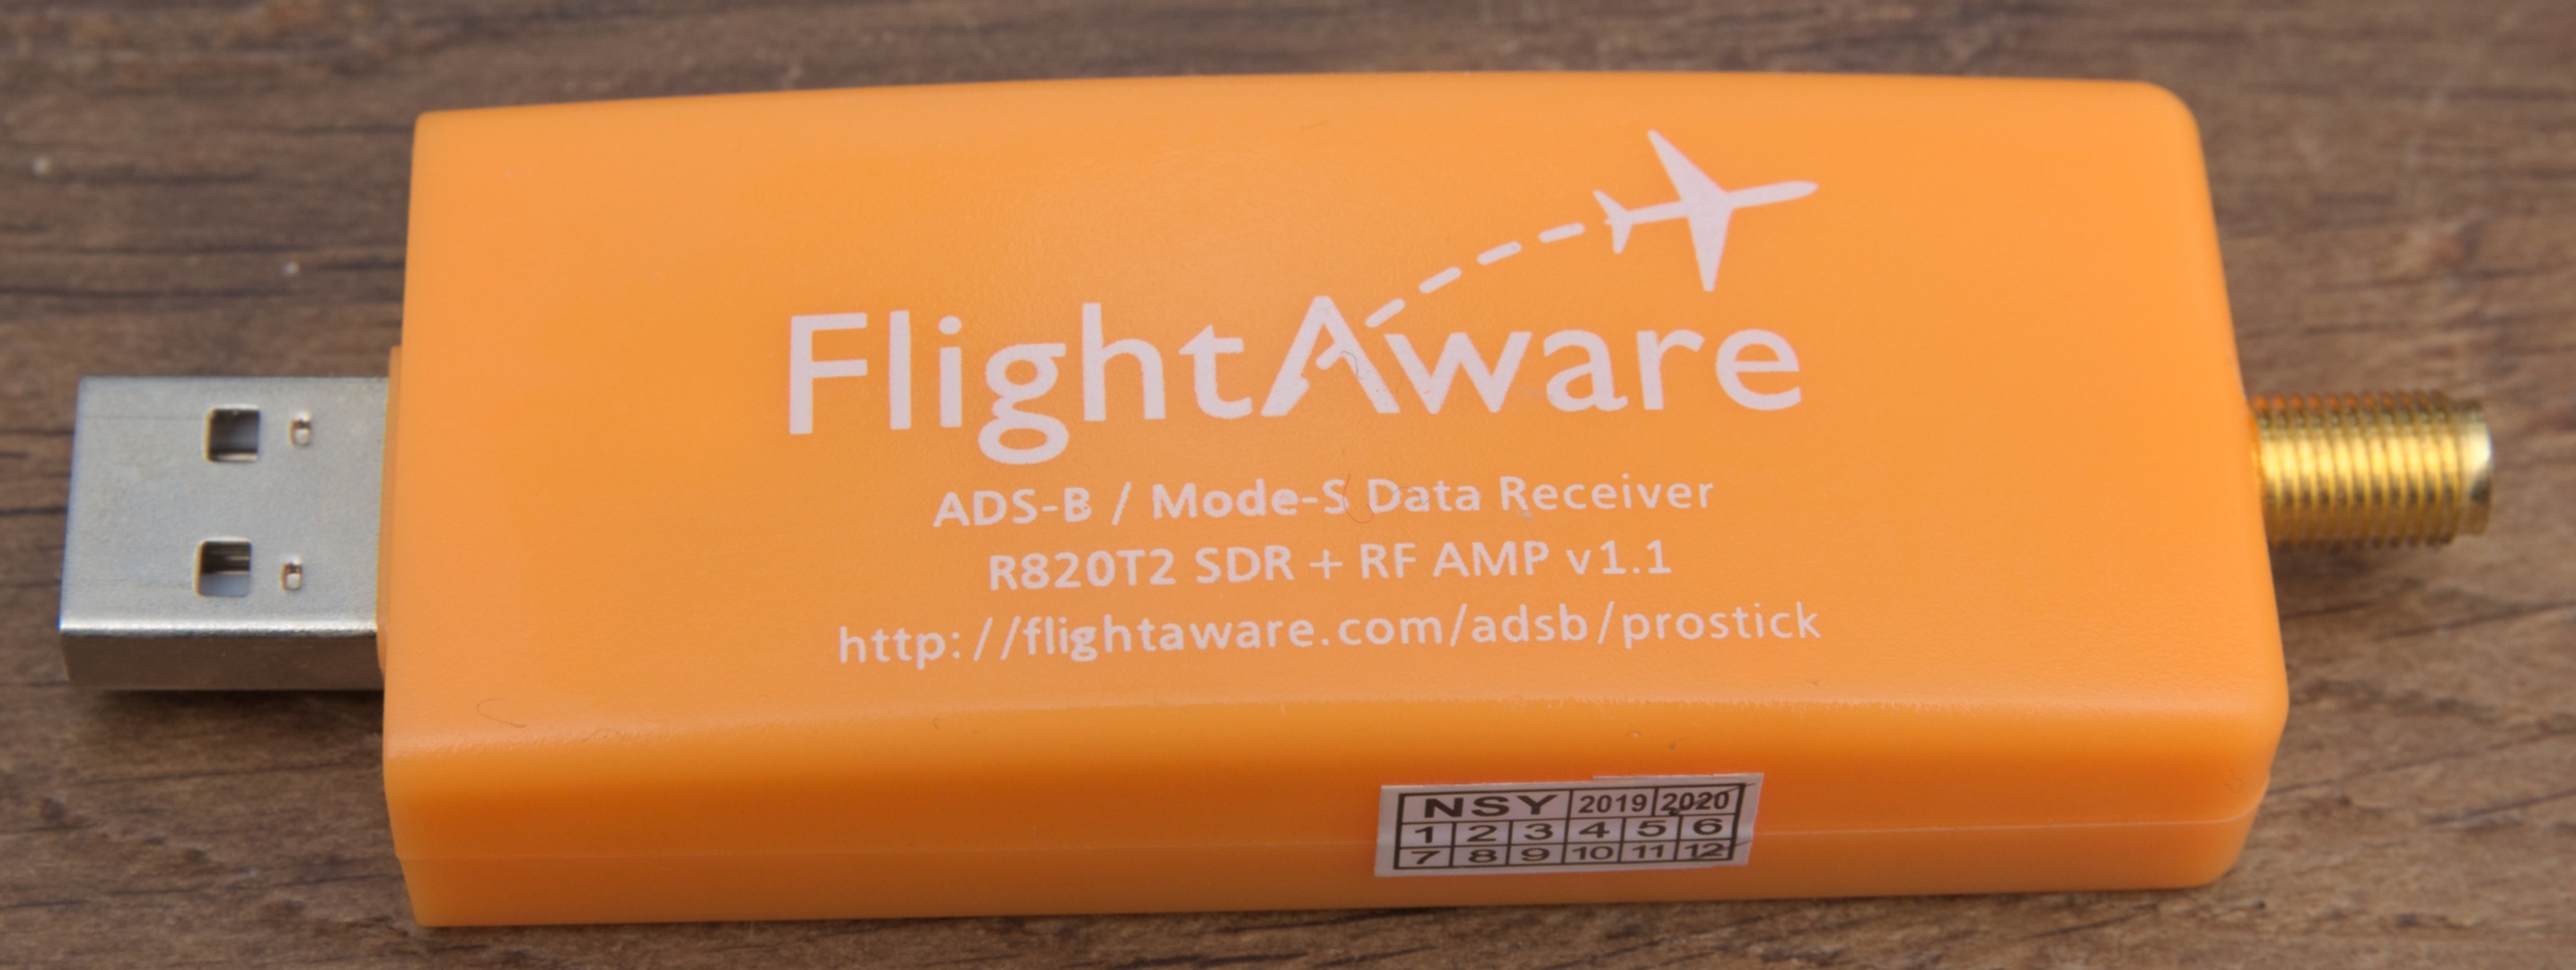 FlightAware
ADS-B / Mode-S Data Receiver
R820T2 SDR + RF AMP v1.1
http://flightaware.com/adsb/prostick
NSY 2019 2020
1 2 3 4 5 6
7 8 9 10 11 12